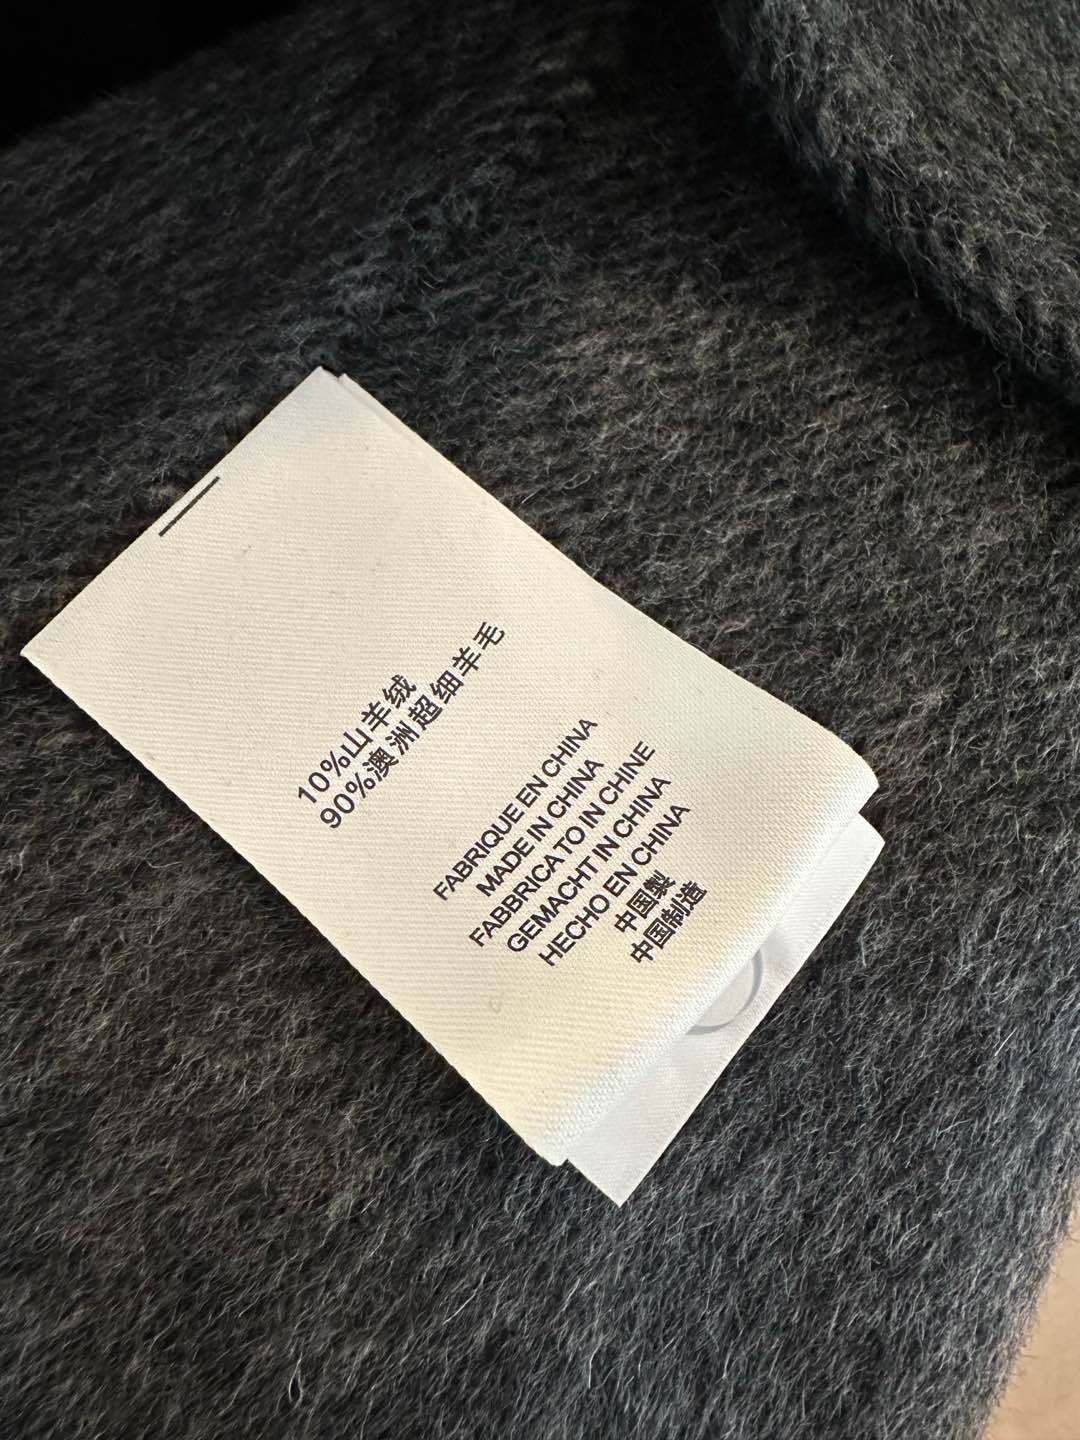 10%山羊绒
90%澳洲超细羊毛
FABRIQUE EN CHINA
MADE IN CHINA
FABBRICA TO IN CHINE
GEMACHT IN CHINA
HECHO EN CHINA
中国製
中国制造